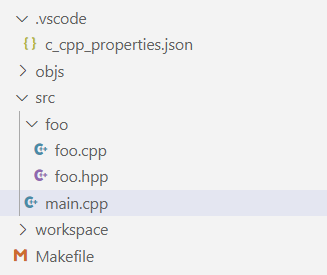 .vscode
c_cpp_properties.json
objs
src
foo
foo.cpp
foo.hpp
main.cpp
workspace
Makefile